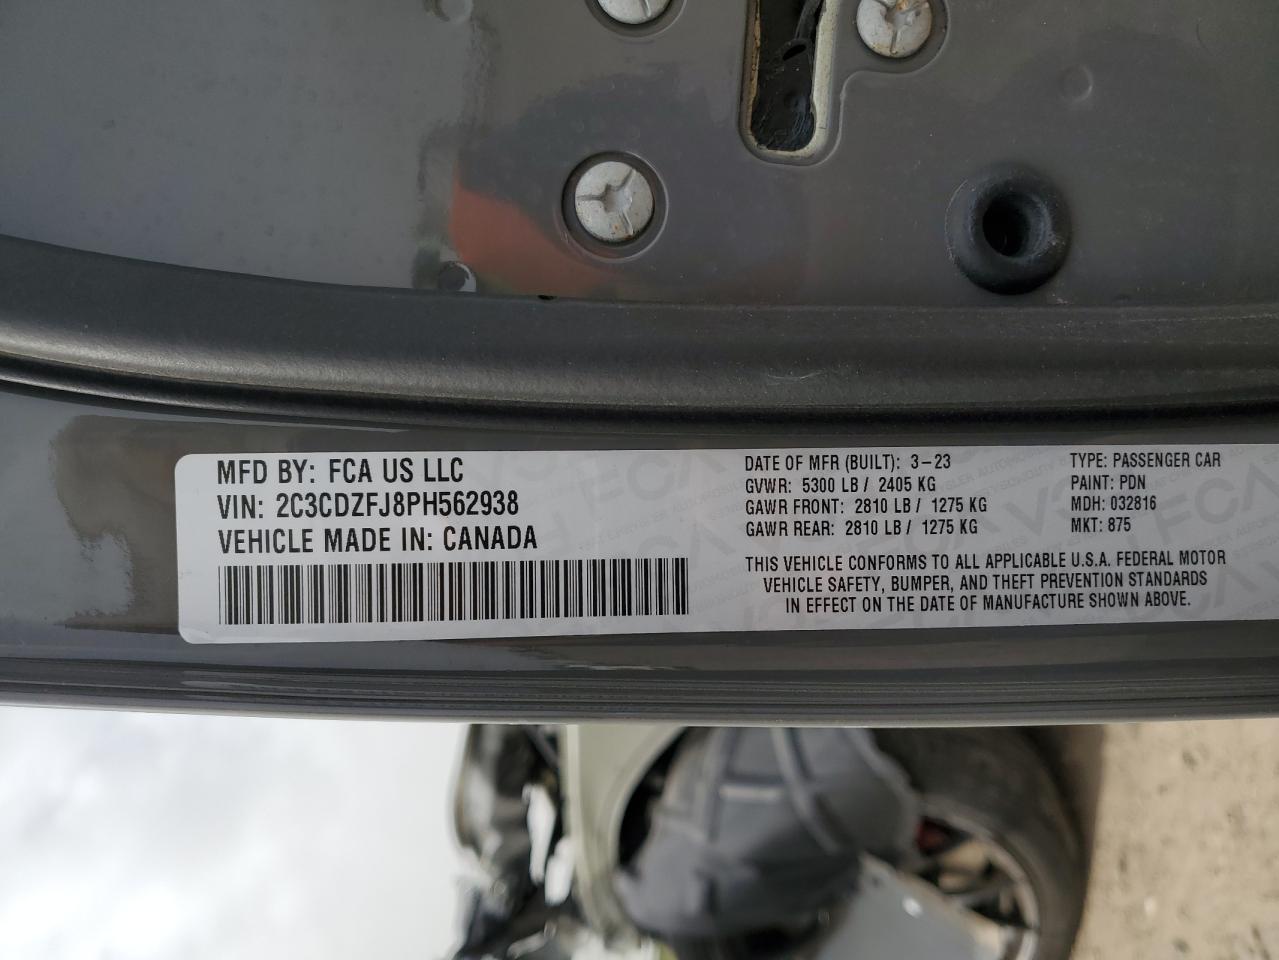 MFD BY: FCA US LLC
VIN: 2C3CDZFJ8PH562938
VEHICLE MADE IN: CANADA
DATE OF MFR (BUILT): 3-23
GVWR: 5300 LB / 2405 KG
GAWR FRONT: 2810 LB / 1275 KG
GAWR REAR: 2810 LB / 1275 KG
TYPE: PASSENGER CAR
PAINT: PDN
MDH: 032816
MKT: 875
THIS VEHICLE CONFORMS TO ALL APPLICABLE U.S.A. FEDERAL MOTOR
VEHICLE SAFETY, BUMPER, AND THEFT PREVENTION STANDARDS
IN EFFECT ON THE DATE OF MANUFACTURE SHOWN ABOVE.